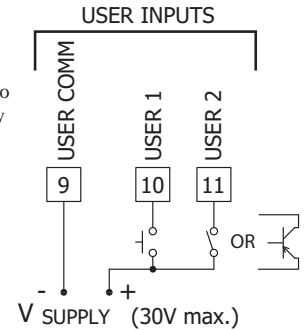 USER INPUTS
USER COMM
USER 1
USER 2
o
y
9
10
11
OR
- +
V SUPPLY (30V max.)